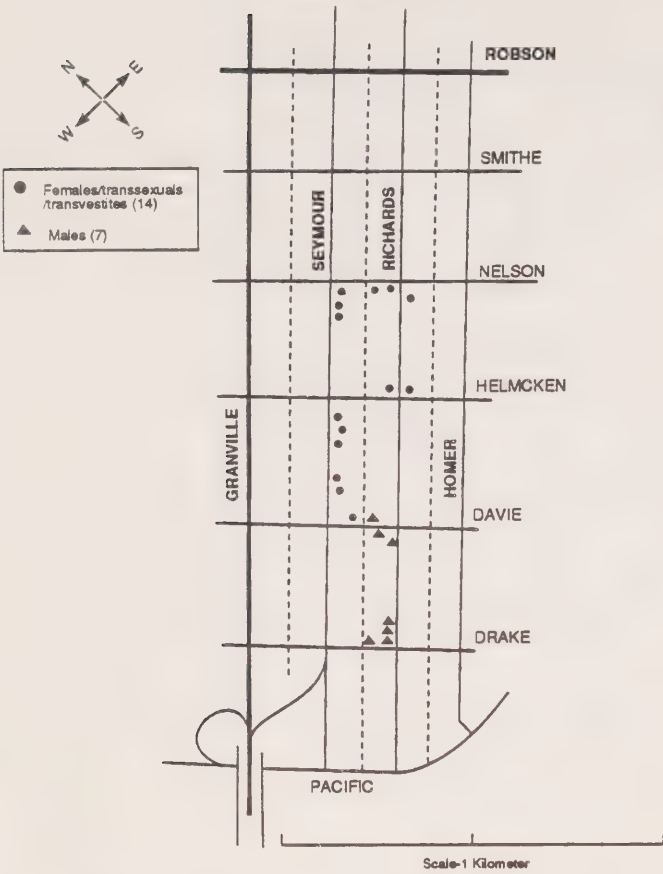 ROBSON
N
E
W
S
SMITHE
Females/transsexuals
/transvestites (14)
Males (7)
SEYMOUR
RICHARDS
NELSON
HELMCKEN
GRANVILLE
HOMER
DAVIE
DRAKE
PACIFIC
Scale-1 Kilometer